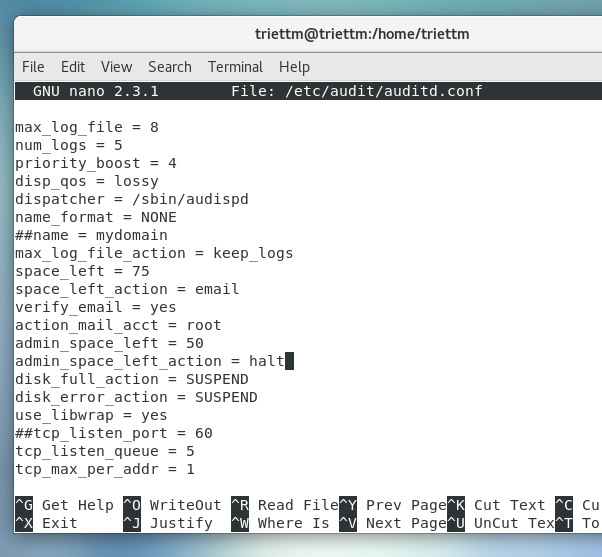 triettm@triettm:/home/triettm
File Edit View Search Terminal Help
GNU nano 2.3.1 File: /etc/audit/auditd.conf
max_log_file = 8
num_logs = 5
priority_boost = 4
disp_qos = lossy
dispatcher = /sbin/audispd
name_format = NONE
##name = mydomain
max_log_file_action = keep_logs
space_left = 75
space_left_action = email
verify_email = yes
action_mail_acct = root
admin_space_left = 50
admin_space_left_action = halt
disk_full_action = SUSPEND
disk_error_action = SUSPEND
use_libwrap = yes
##tcp_listen_port = 60
tcp_listen_queue = 5
tcp_max_per_addr = 1
^G Get Help ^O WriteOut ^R Read File ^Y Prev Page ^K Cut Text ^C Cu
^X Exit ^J Justify ^W Where Is ^V Next Page ^U UnCut Tex ^T To